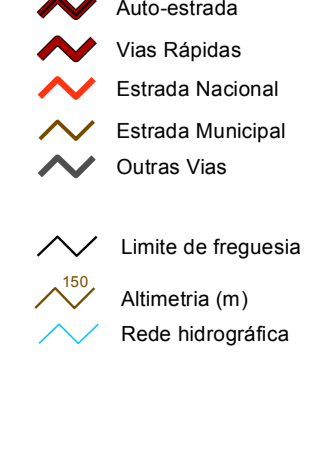 Auto-estrada
Vias Rápidas
Estrada Nacional
Estrada Municipal
Outras Vias
Limite de freguesia
150
Altimetria (m)
Rede hidrográfica